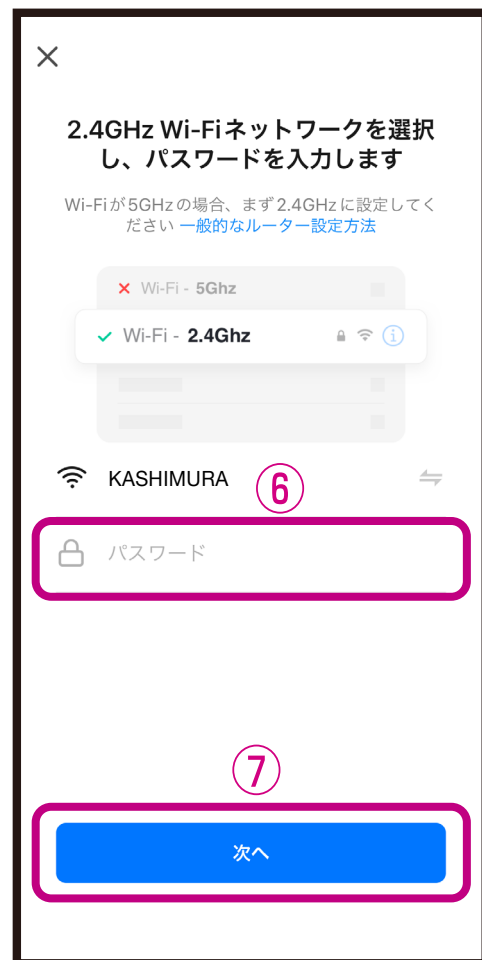 2.4GHz Wi-Fiネットワークを選択
し、パスワードを入力します
Wi-Fiが5GHzの場合、まず2.4GHzに設定してく
ださい 一般的なルーター設定方法
Wi-Fi - 5Ghz
Wi-Fi - 2.4Ghz
KASHIMURA
⑥
パスワード
⑦
次へ